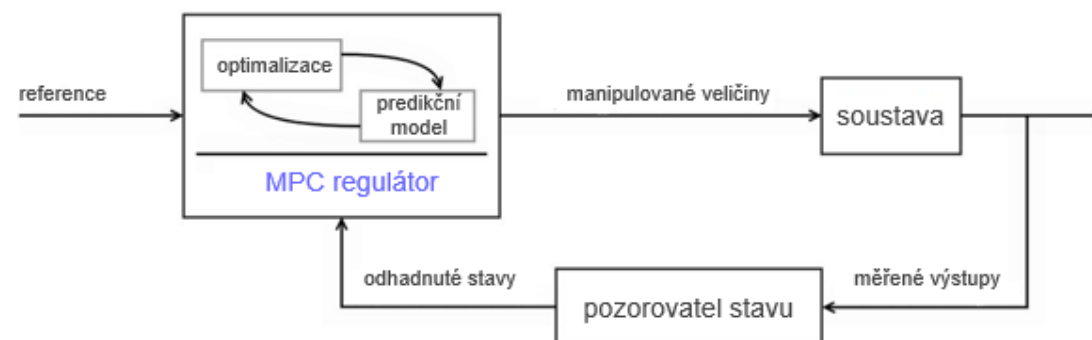 optimalizace
reference
predikční
model
manipulované veličiny
soustava
MPC regulátor
odhadnuté stavy
měřené výstupy
pozorovatel stavu